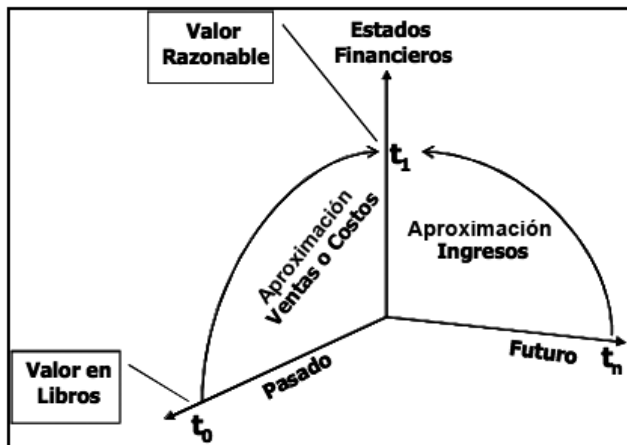 Valor
Razonable
Estados
Financieros
t1
Aproximación
Ventas o Costos
Aproximación
Ingresos
Valor en
Libros
Pasado
Futuro
t0
tn